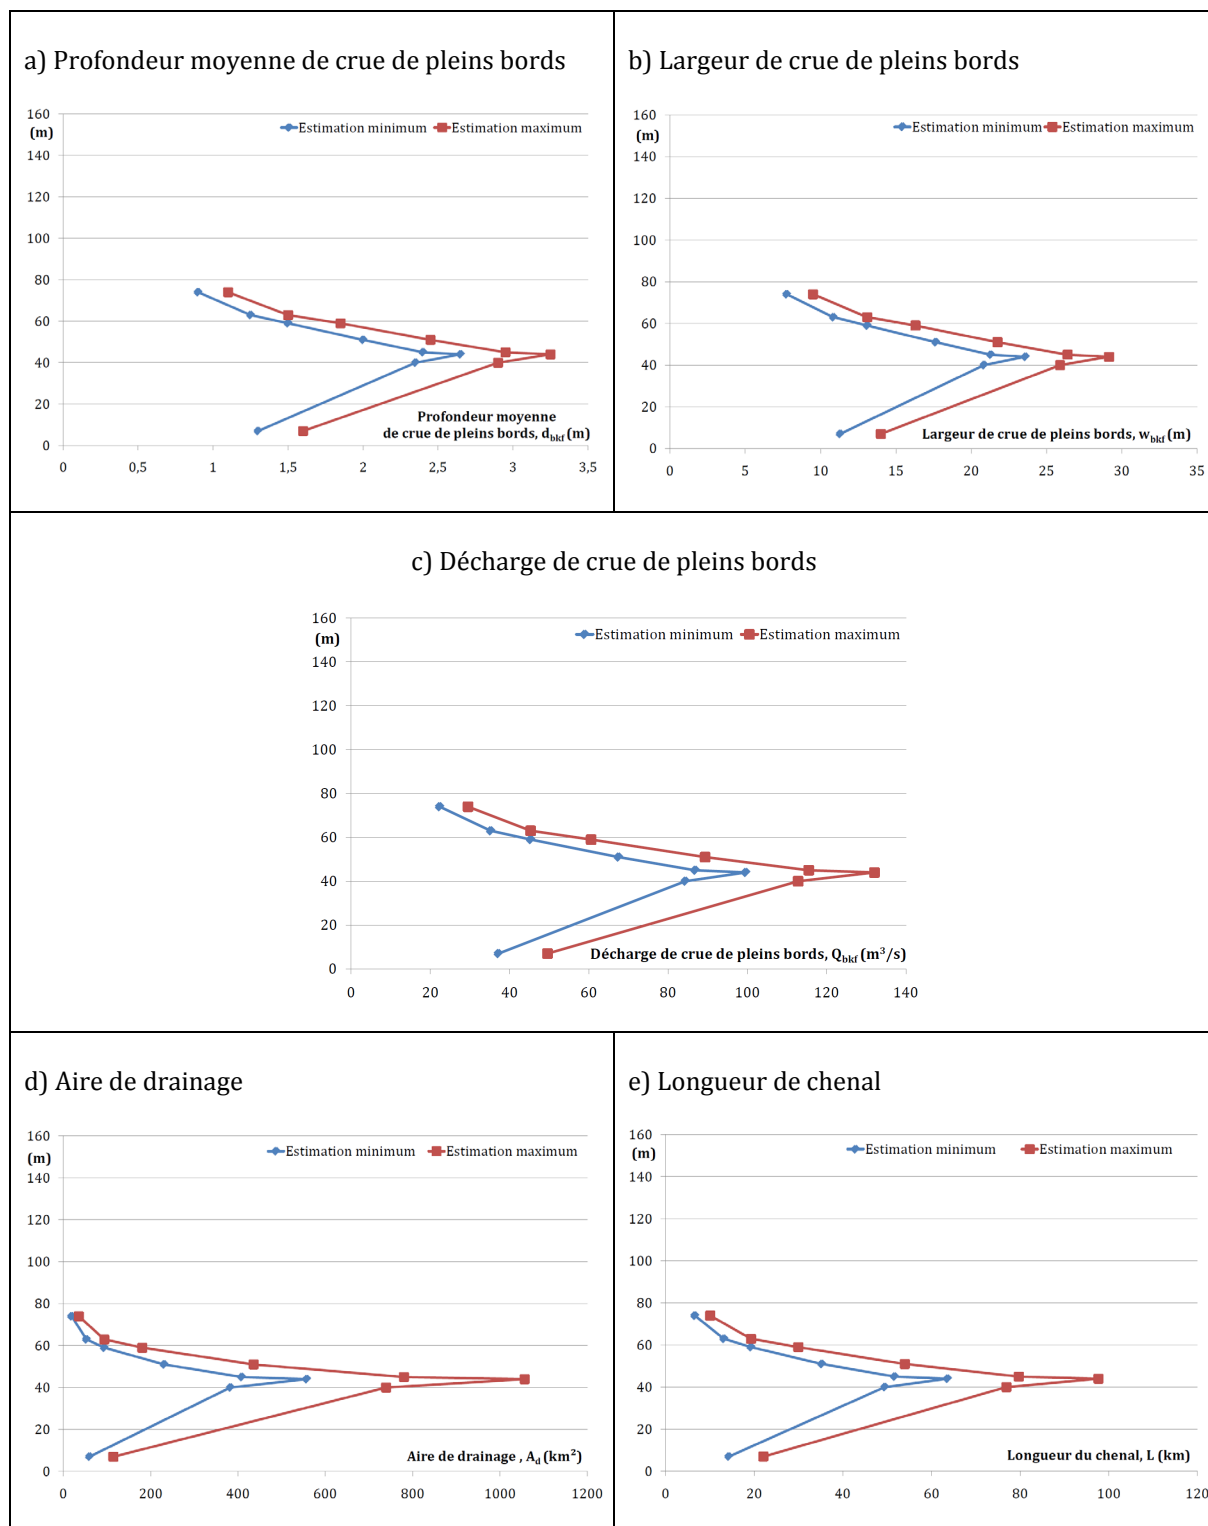 a) Profondeur moyenne de crue de pleins bords
160
(m)
140
120
100
80
60
40
20
0
Estimation minimum Estimation maximum
Profondeur moyenne
de crue de pleins bords, dbkf (m)
0 0,5 1 1,5 2 2,5 3 3,5
b) Largeur de crue de pleins bords
160
(m)
140
120
100
80
60
40
20
0
Estimation minimum Estimation maximum
Largeur de crue de pleins bords, wbkf (m)
0 5 10 15 20 25 30 35
c) Décharge de crue de pleins bords
160
(m)
140
120
100
80
60
40
20
0
Estimation minimum Estimation maximum
Décharge de crue de pleins bords, Qbkf (m³/s)
0 20 40 60 80 100 120 140
d) Aire de drainage
160
(m)
140
120
100
80
60
40
20
0
Estimation minimum Estimation maximum
Aire de drainage , Ad (km²)
0 200 400 600 800 1000 1200
e) Longueur de chenal
160
(m)
140
120
100
80
60
40
20
0
Estimation minimum Estimation maximum
Longueur du chenal, L (km)
0 20 40 60 80 100 120